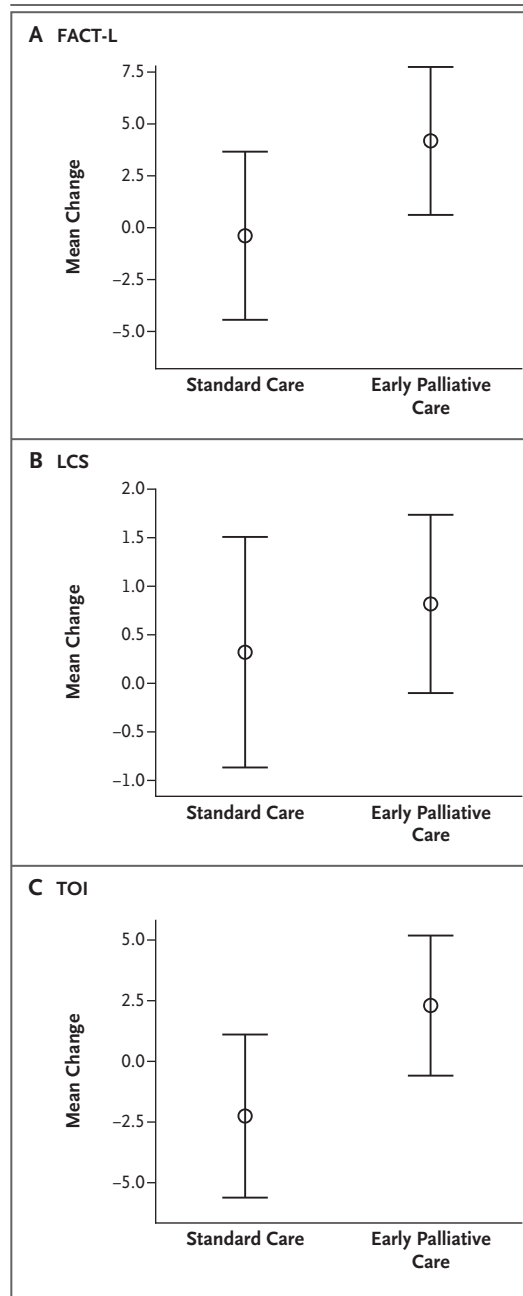 A FACT-L
7.5
5.0
2.5
0.0
−2.5
−5.0
Mean Change
Standard Care
Early Palliative
Care
B LCS
2.0
1.5
1.0
0.5
0.0
−0.5
−1.0
Mean Change
Standard Care
Early Palliative
Care
C TOI
5.0
2.5
0.0
−2.5
−5.0
Mean Change
Standard Care
Early Palliative
Care